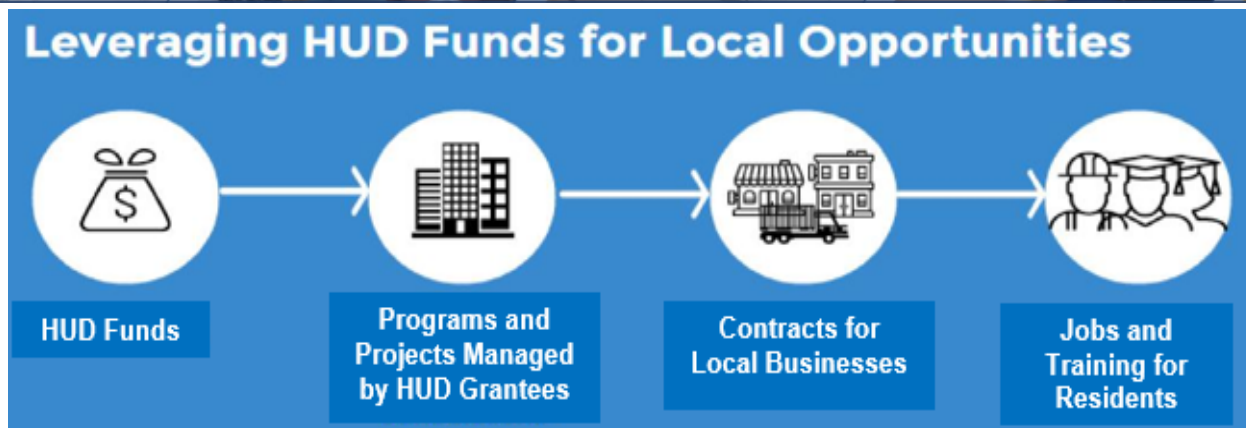 Leveraging HUD Funds for Local Opportunities
$
HUD Funds
Programs and
Projects Managed
by HUD Grantees
Contracts for
Local Businesses
Jobs and
Training for
Residents